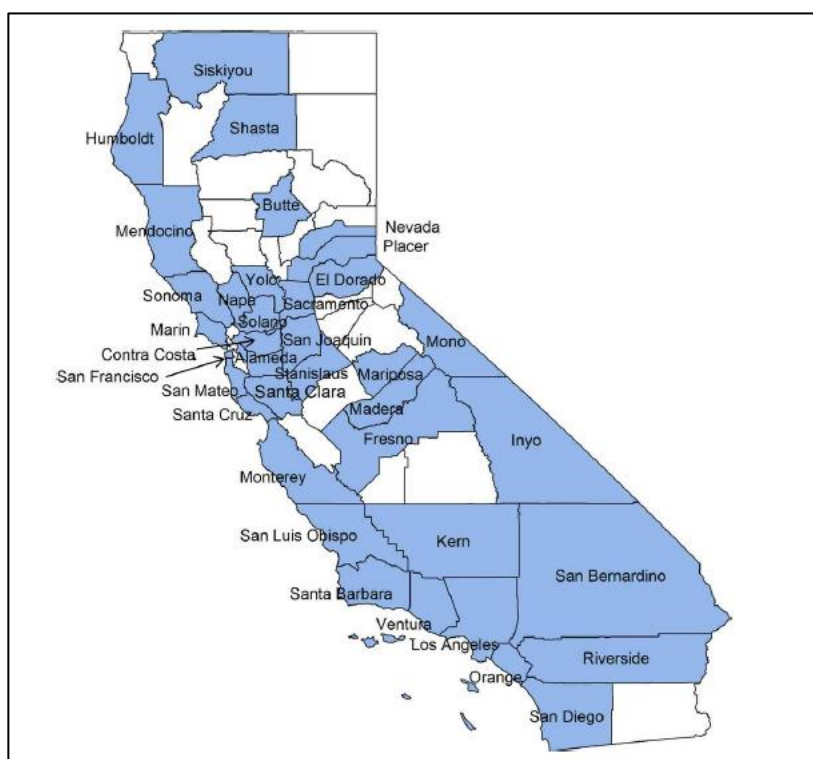 Siskiyou
Shasta
Humboldt
Butte
Mendocino
Nevada
Placer
Yolo
El Dorado
Sonoma
Napa
Sacramento
Solano
Marin
San Joaquin
Mono
Contra Costa
Alameda
San Francisco
Stanislaus
Mariposa
San Mateo
Santa Clara
Santa Cruz
Madera
Fresno
Inyo
Monterey
San Luis Obispo
Kern
San Bernardino
Santa Barbara
Ventura
Los Angeles
Riverside
Orange
San Diego